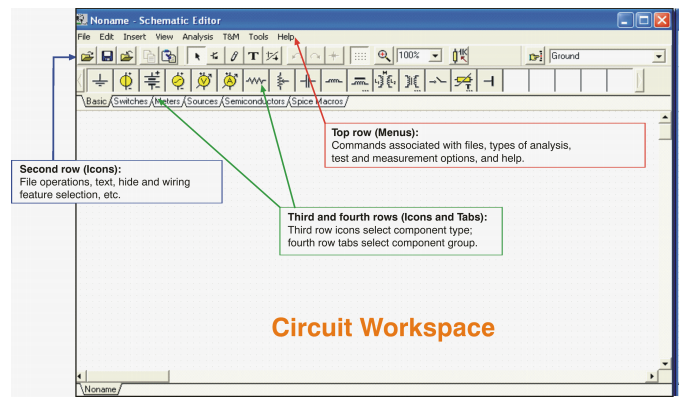 Noname - Schematic Editor
File Edit Insert View Analysis T&M Tools Help
T 100% Ground
Basic Switches Meters Sources Semiconductors Spice Macros
Top row (Menus):
Commands associated with files, types of analysis,
test and measurement options, and help.
Second row (Icons):
File operations, text, hide and wiring
feature selection, etc.
Third and fourth rows (Icons and Tabs):
Third row icons select component type;
fourth row tabs select component group.
Circuit Workspace
Noname